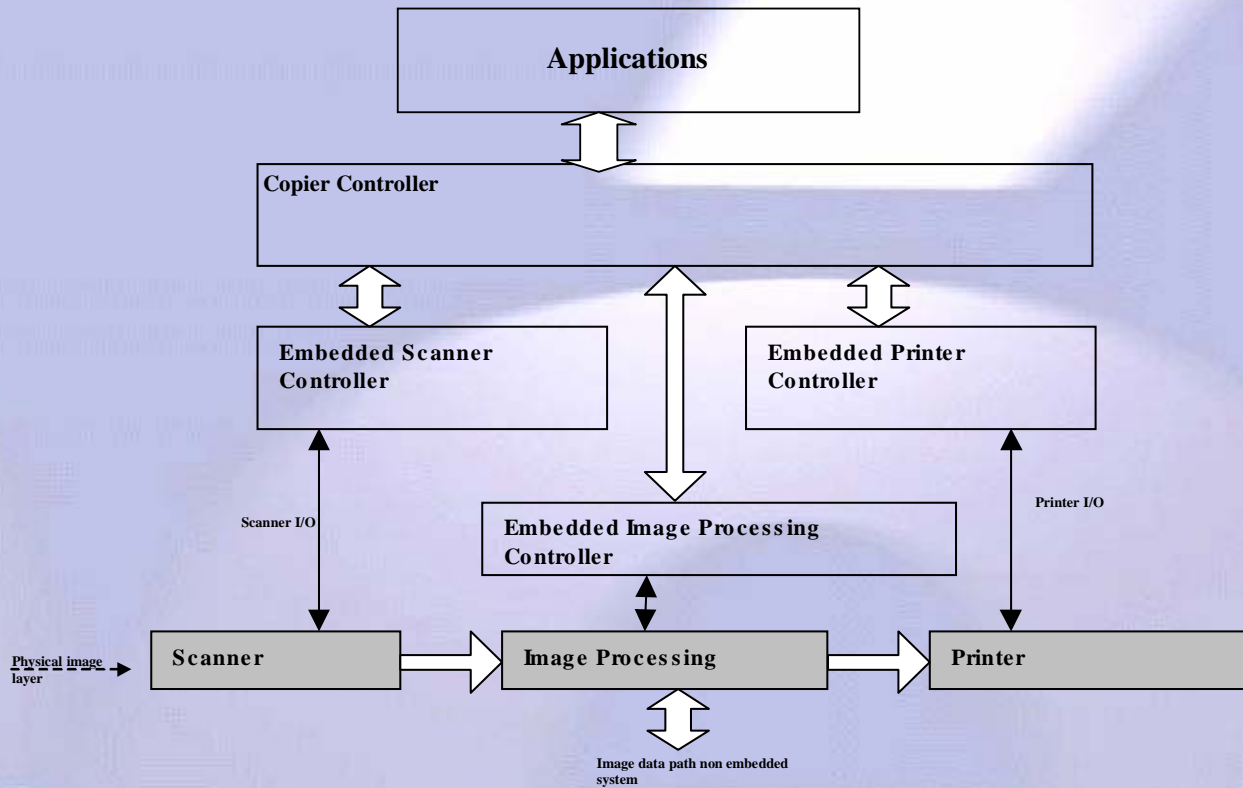 Applications
Copier Controller
Embedded Scanner
Controller
Embedded Printer
Controller
Scanner I/O
Printer I/O
Embedded Image Processing
Controller
Physical image
layer
Scanner
Image Processing
Printer
Image data path non embedded
system